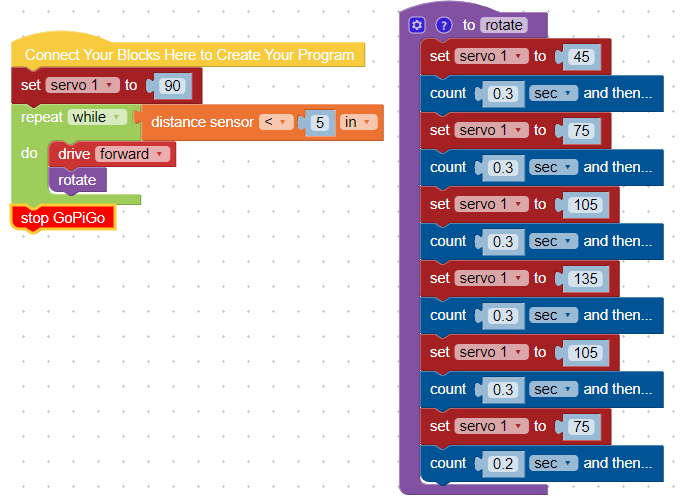 Connect Your Blocks Here to Create Your Program
set servo 1 to 90
repeat while distance sensor < 5 in
do drive forward
rotate
stop GoPiGo
? to rotate
set servo 1 to 45
count 0.3 sec and then...
set servo 1 to 75
count 0.3 sec and then...
set servo 1 to 105
count 0.3 sec and then...
set servo 1 to 135
count 0.3 sec and then...
set servo 1 to 105
count 0.3 sec and then...
set servo 1 to 75
count 0.2 sec and then...